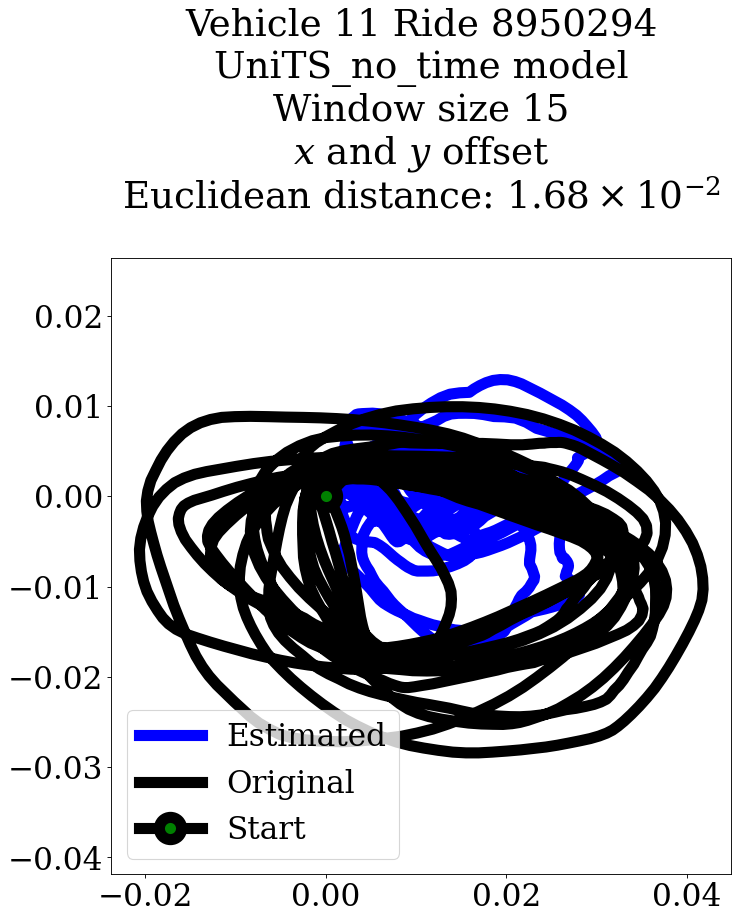 Vehicle 11 Ride 8950294
UniTS_no_time model
Window size 15
x and y offset
Euclidean distance: 1.68 × 10⁻²
0.02
0.01
0.00
−0.01
−0.02
−0.03
−0.04
Estimated
Original
Start
−0.02 0.00 0.02 0.04